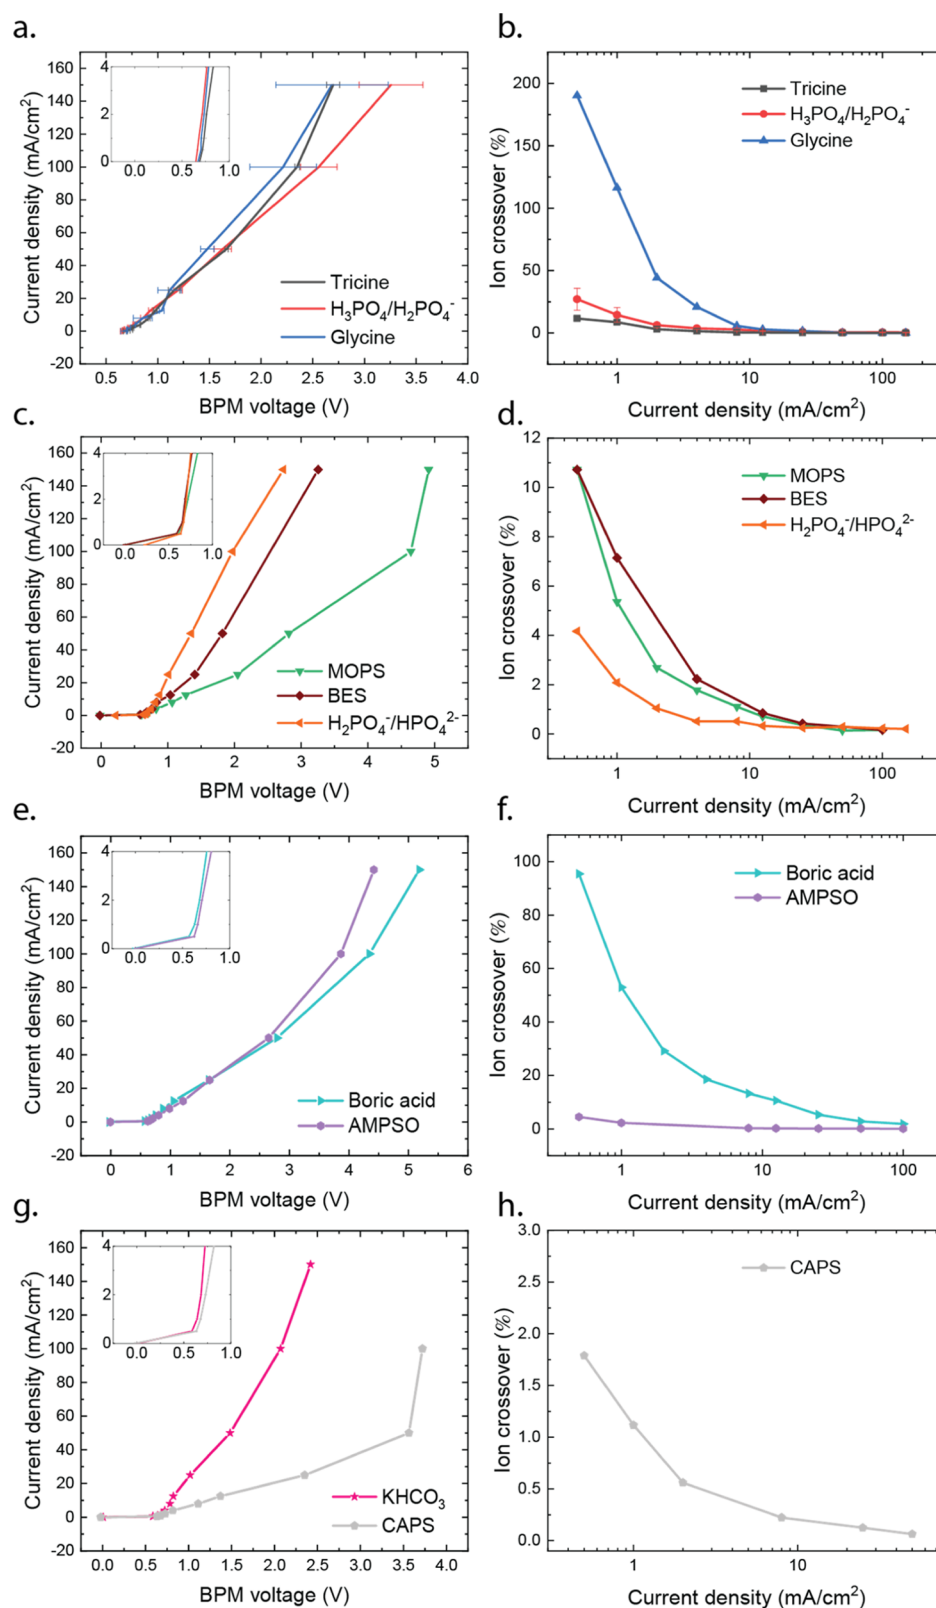 a.
160
140
120
100
80
60
40
20
0
-20
4
2
0
0.0 0.5 1.0
Tricine
H₃PO₄/H₂PO₄⁻
Glycine
0.5 1.0 1.5 2.0 2.5 3.0 3.5 4.0
Current density (mA/cm²)
BPM voltage (V)
b.
200
150
100
50
0
Tricine
H₃PO₄/H₂PO₄⁻
Glycine
1 10 100
Ion crossover (%)
Current density (mA/cm²)
c.
160
140
120
100
80
60
40
20
0
-20
4
2
0
0.0 0.5 1.0
MOPS
BES
H₂PO₄⁻/HPO₄²⁻
0 1 2 3 4 5
Current density (mA/cm²)
BPM voltage (V)
d.
12
10
8
6
4
2
0
MOPS
BES
H₂PO₄⁻/HPO₄²⁻
1 10 100
Ion crossover (%)
Current density (mA/cm²)
e.
160
140
120
100
80
60
40
20
0
-20
4
2
0
0.0 0.5 1.0
Boric acid
AMPSO
0 1 2 3 4 5 6
Current density (mA/cm²)
BPM voltage (V)
f.
100
80
60
40
20
0
Boric acid
AMPSO
1 10 100
Ion crossover (%)
Current density (mA/cm²)
g.
160
140
120
100
80
60
40
20
0
-20
4
2
0
0.0 0.5 1.0
KHCO₃
CAPS
0.0 0.5 1.0 1.5 2.0 2.5 3.0 3.5 4.0
Current density (mA/cm²)
BPM voltage (V)
h.
3.0
2.5
2.0
1.5
1.0
0.5
0.0
CAPS
1 10
Ion crossover (%)
Current density (mA/cm²)